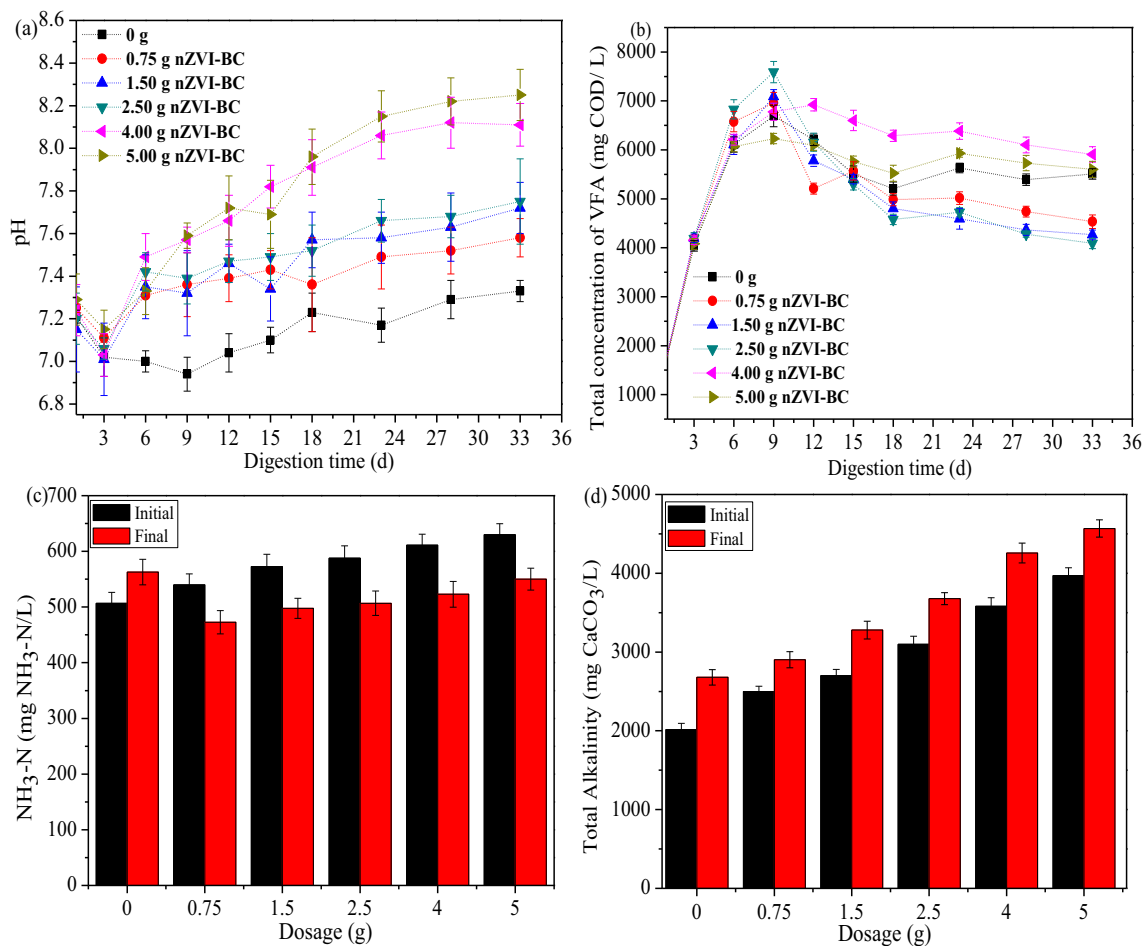 (a)
8.6
8.4
8.2
8.0
7.8
7.6
7.4
7.2
7.0
6.8
pH
0 g
0.75 g nZVI-BC
1.50 g nZVI-BC
2.50 g nZVI-BC
4.00 g nZVI-BC
5.00 g nZVI-BC
3 6 9 12 15 18 21 24 27 30 33 36
Digestion time (d)
(b)
8000
7000
6000
5000
4000
3000
2000
1000
Total concentration of VFA (mg COD/ L)
0 g
0.75 g nZVI-BC
1.50 g nZVI-BC
2.50 g nZVI-BC
4.00 g nZVI-BC
5.00 g nZVI-BC
3 6 9 12 15 18 21 24 27 30 33 36
Digestion time (d)
(c)
700
600
500
400
300
200
100
0
NH3-N (mg NH3-N/L)
Initial
Final
0 0.75 1.5 2.5 4 5
Dosage (g)
(d)
5000
4000
3000
2000
1000
0
Total Alkalinity (mg CaCO3/L)
Initial
Final
0 0.75 1.5 2.5 4 5
Dosage (g)